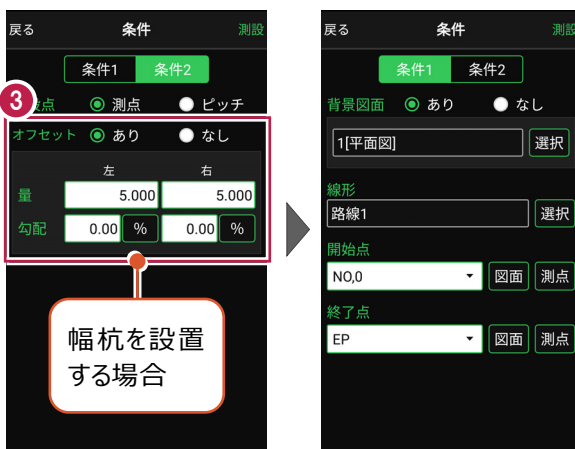 戻る 条件 測設
条件1 条件2
3 点 測点 ピッチ
オフセット あり なし
左 右
量 5.000 5.000
勾配 0.00 % 0.00 %
幅杭を設置
する場合
戻る 条件 測設
条件1 条件2
背景図面 あり なし
1[平面図] 選択
線形
路線1 選択
開始点
NO,0 図面 測点
終了点
EP 図面 測点